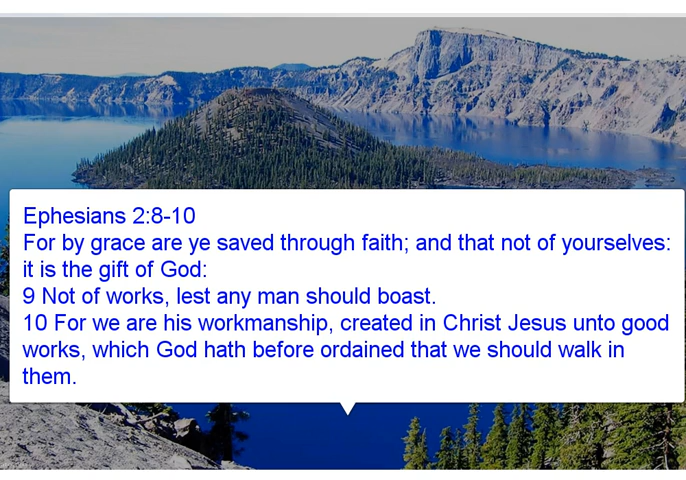 Ephesians 2:8-10
For by grace are ye saved through faith; and that not of yourselves:
it is the gift of God:
9 Not of works, lest any man should boast.
10 For we are his workmanship, created in Christ Jesus unto good
works, which God hath before ordained that we should walk in
them.